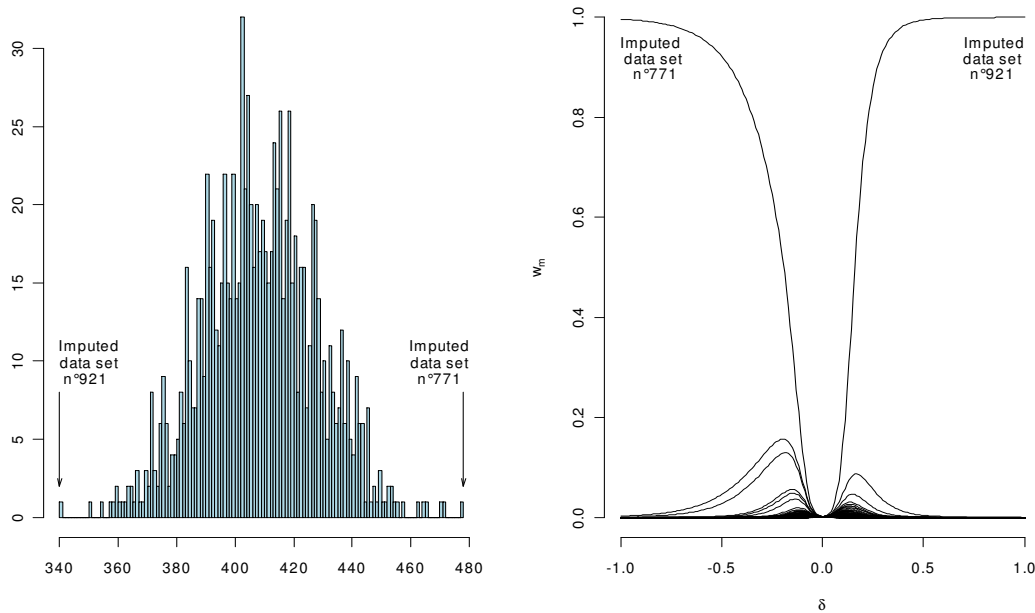 30
25
20
15
10
5
0
Imputed
data set
n°921
Imputed
data set
n°771
340 360 380 400 420 440 460 480
1.0
0.8
0.6
0.4
0.2
0.0
wm
Imputed
data set
n°771
Imputed
data set
n°921
-1.0 -0.5 0.0 0.5 1.0
δ